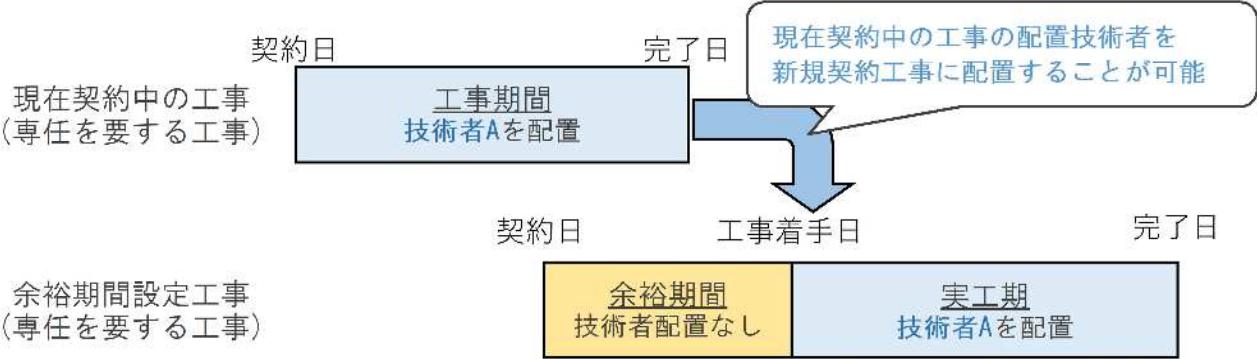 現在契約中の工事の配置技術者を
新規契約工事に配置することが可能
契約日
完了日
現在契約中の工事
(専任を要する工事)
工事期間
技術者Aを配置
契約日
工事着手日
完了日
余裕期間設定工事
(専任を要する工事)
余裕期間
技術者配置なし
実工期
技術者Aを配置